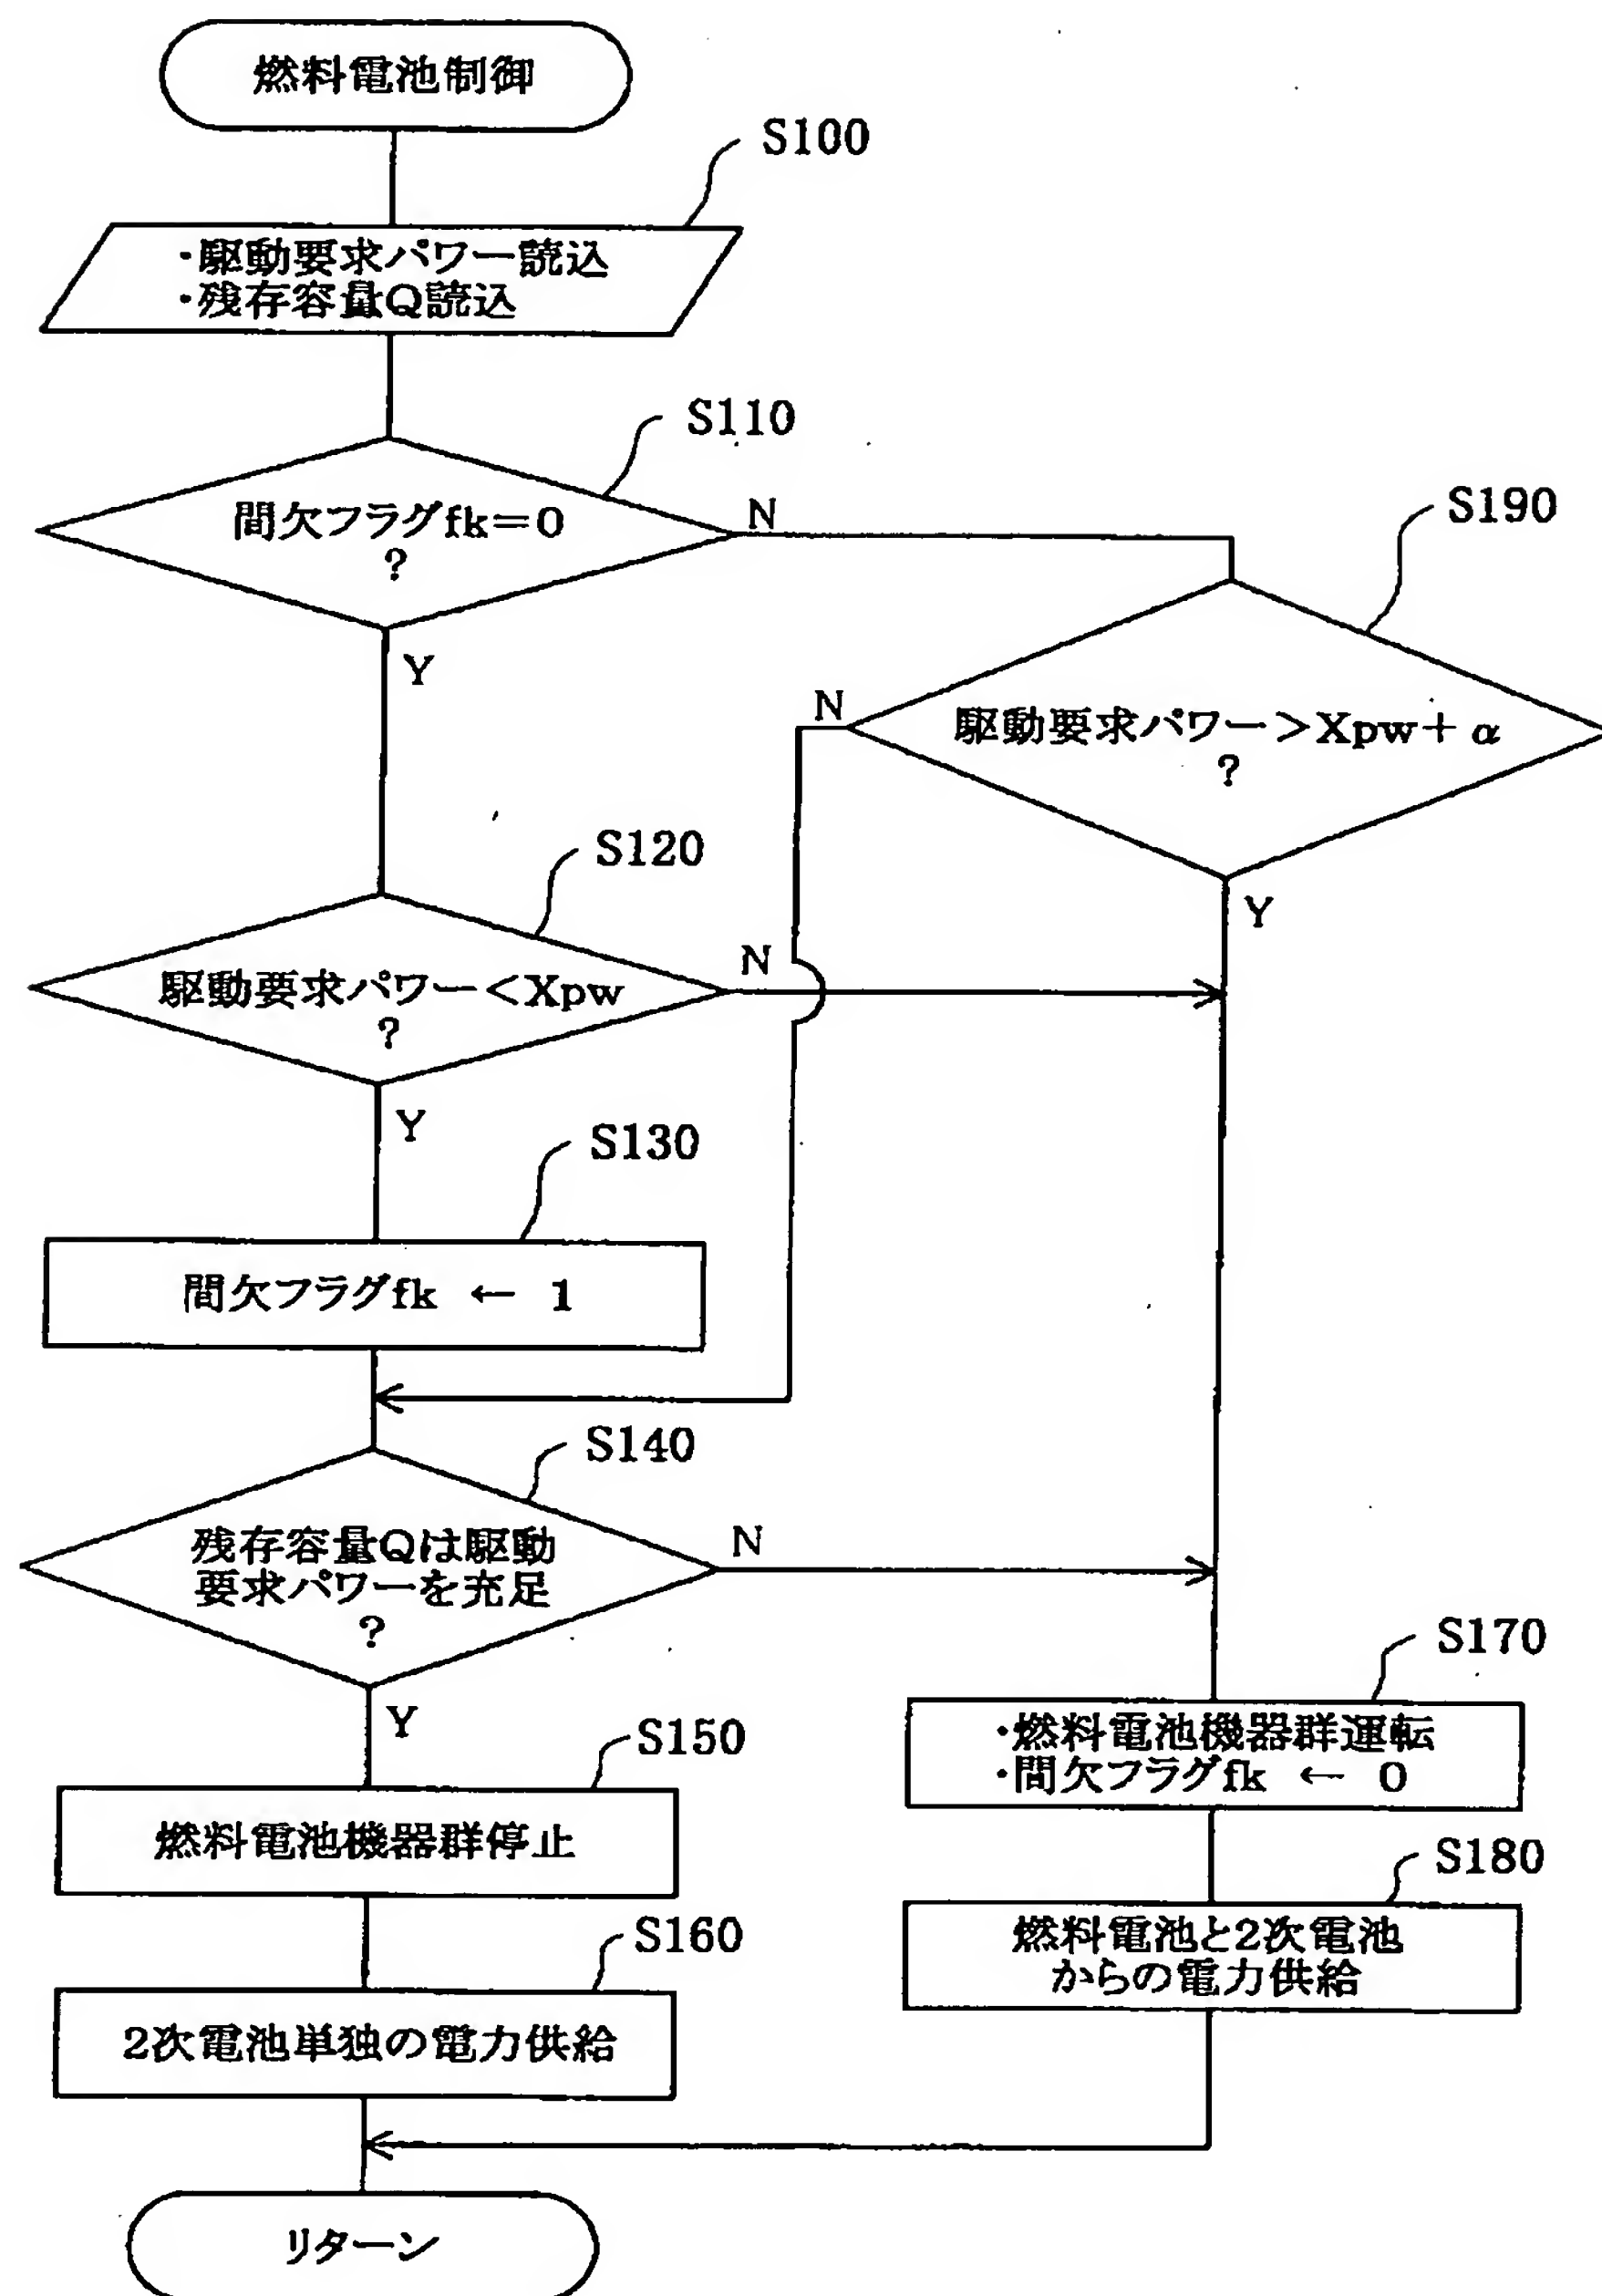 燃料電池制御
S100
・駆動要求パワー読込
・残存容量Q読込
S110
間欠フラグfk＝0
?
N
Y
S190
駆動要求パワー＞Xpw＋α
?
N
Y
S120
駆動要求パワー＜Xpw
?
N
Y
S130
間欠フラグfk ← 1
S140
残存容量Qは駆動
要求パワーを充足
?
N
Y
S150
燃料電池機器群停止
S160
2次電池単独の電力供給
S170
・燃料電池機器群運転
・間欠フラグfk ← 0
S180
燃料電池と2次電池
からの電力供給
リターン